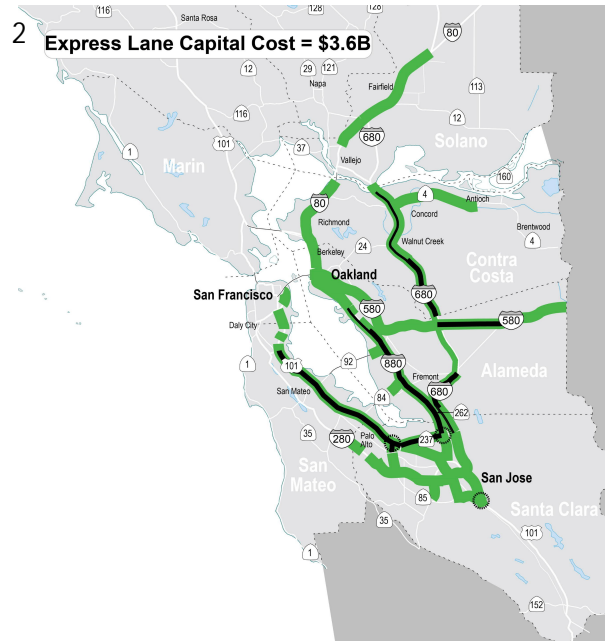 116
128
128
Santa Rosa
2
Express Lane Capital Cost = $3.6B
80
12
29
121
Napa
Fairfield
113
116
12
101
680
37
Solano
1
Vallejo
Marin
160
80
4
Antioch
Concord
Richmond
Brentwood
24
Walnut Creek
4
Berkeley
Contra
Costa
Oakland
San Francisco
680
580
580
Daly City
1
101
92
880
Alameda
Fremont
San Mateo
84
680
262
35
280
Palo
Alto
237
San
Mateo
San Jose
85
Santa Clara
35
101
1
152